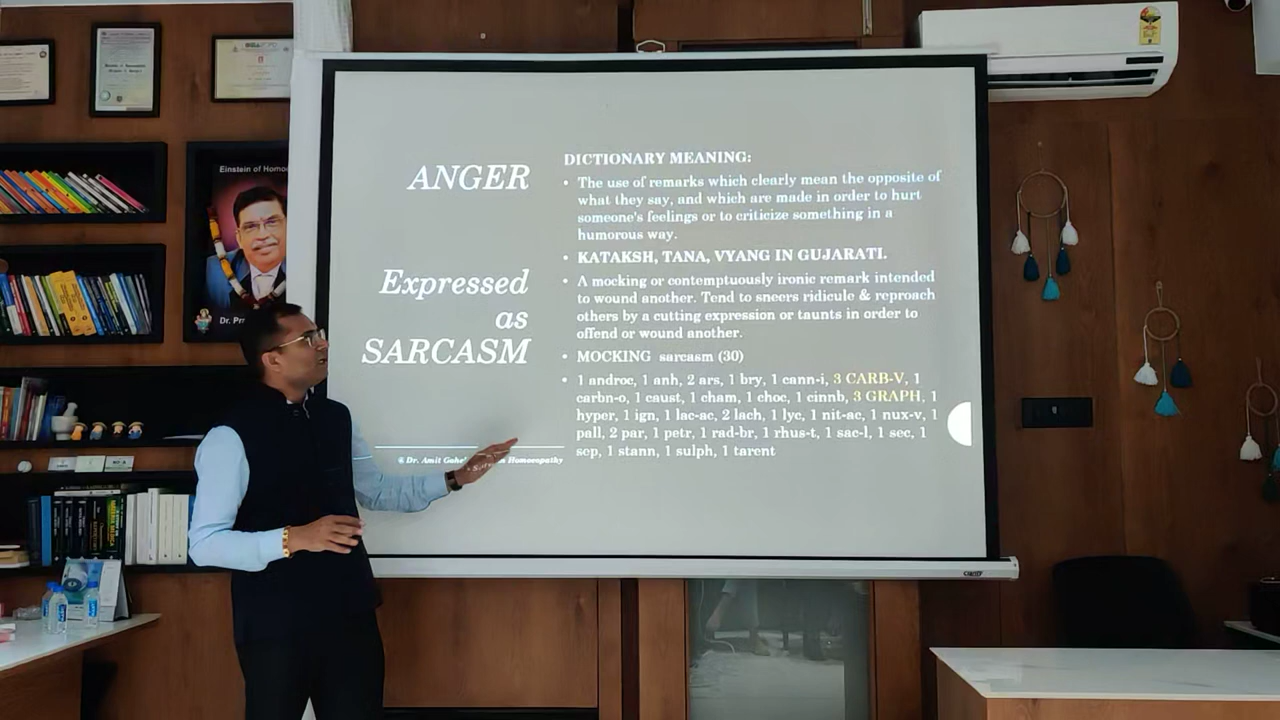 Einstein of Homoeo
Dr. Pr
ANGER
Expressed
as
SARCASM
DICTIONARY MEANING:
• The use of remarks which clearly mean the opposite of
what they say, and which are made in order to hurt
someone's feelings or to criticize something in a
humorous way.
• KATAKSH, TANA, VYANG IN GUJARATI.
• A mocking or contemptuously ironic remark intended
to wound another. Tend to sneers ridicule & reproach
others by a cutting expression or taunts in order to
offend or wound another.
• MOCKING sarcasm (30)
• 1 androc, 1 anh, 2 ars, 1 bry, 1 cann-i, 3 CARB-V, 1
carbn-o, 1 caust, 1 cham, 1 choc, 1 cinnb, 3 GRAPH, 1
hyper, 1 ign, 1 lac-ac, 2 lach, 1 lyc, 1 nit-ac, 1 nux-v, 1
pall, 2 par, 1 petr, 1 rad-br, 1 rhus-t, 1 sac-l, 1 sec, 1
sep, 1 stann, 1 sulph, 1 tarent
© Dr. Amit Gohel Homoeopathy